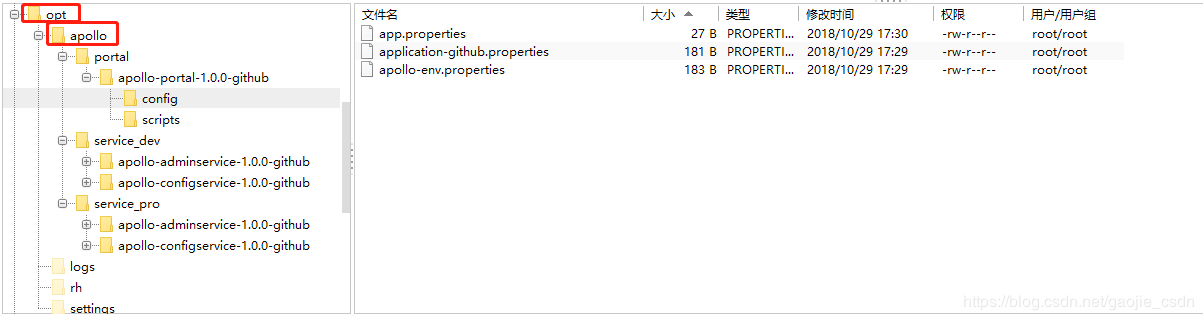 opt
apollo
portal
apollo-portal-1.0.0-github
config
scripts
service_dev
apollo-adminservice-1.0.0-github
apollo-configservice-1.0.0-github
service_pro
apollo-adminservice-1.0.0-github
apollo-configservice-1.0.0-github
logs
rh
settings
文件名 大小 类型 修改时间 权限 用户/用户组
app.properties 27 B PROPERTI... 2018/10/29 17:30 -rw-r--r-- root/root
application-github.properties 181 B PROPERTI... 2018/10/29 17:29 -rw-r--r-- root/root
apollo-env.properties 183 B PROPERTI... 2018/10/29 17:29 -rw-r--r-- root/root
https://blog.csdn.net/gaojie_csdn